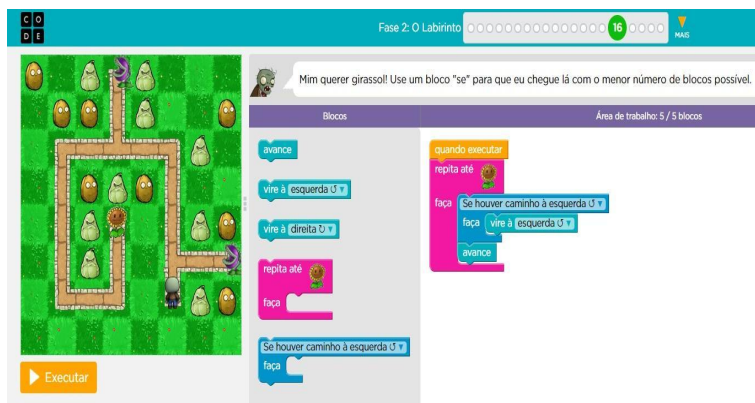 C O
D E
Fase 2: O Labirinto
16
MAIS
Mim querer girassol! Use um bloco "se" para que eu chegue lá com o menor número de blocos possível.
Blocos
Área de trabalho: 5 / 5 blocos
avance
vire à esquerda ↺ ▼
vire à direita ↻ ▼
repita até
faça
Se houver caminho à esquerda ↺ ▼
faça
quando executar
repita até
faça Se houver caminho à esquerda ↺ ▼
faça vire à esquerda ↺ ▼
avance
Executar